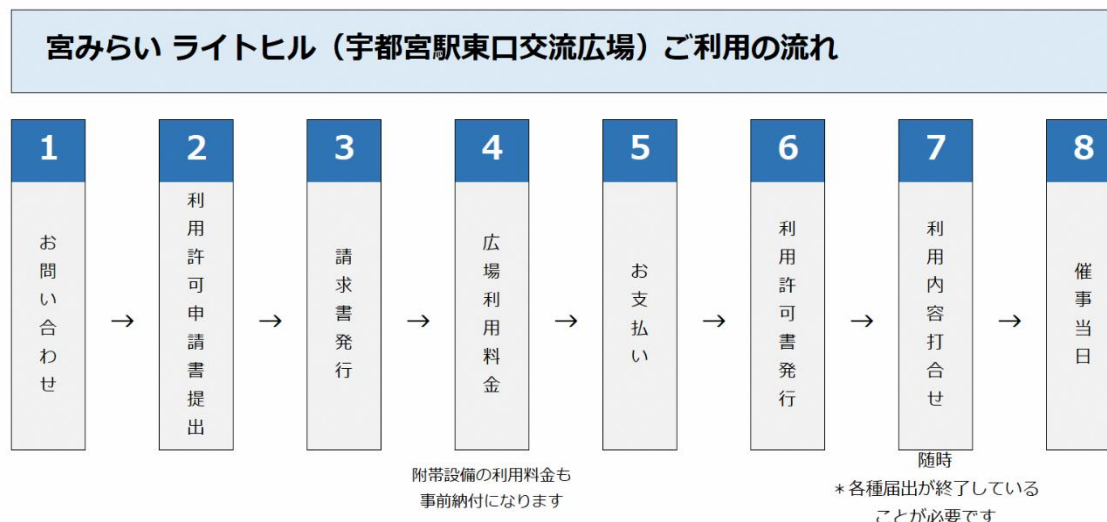 宮みらい ライトヒル（宇都宮駅東口交流広場）ご利用の流れ
1
お問い合わせ
→
2
利用許可申請書提出
→
3
請求書発行
→
4
広場利用料金
附帯設備の利用料金も
事前納付になります
→
5
お支払い
→
6
利用許可書発行
→
7
利用内容打合せ
随時
＊各種届出が終了している
ことが必要です
→
8
催事当日